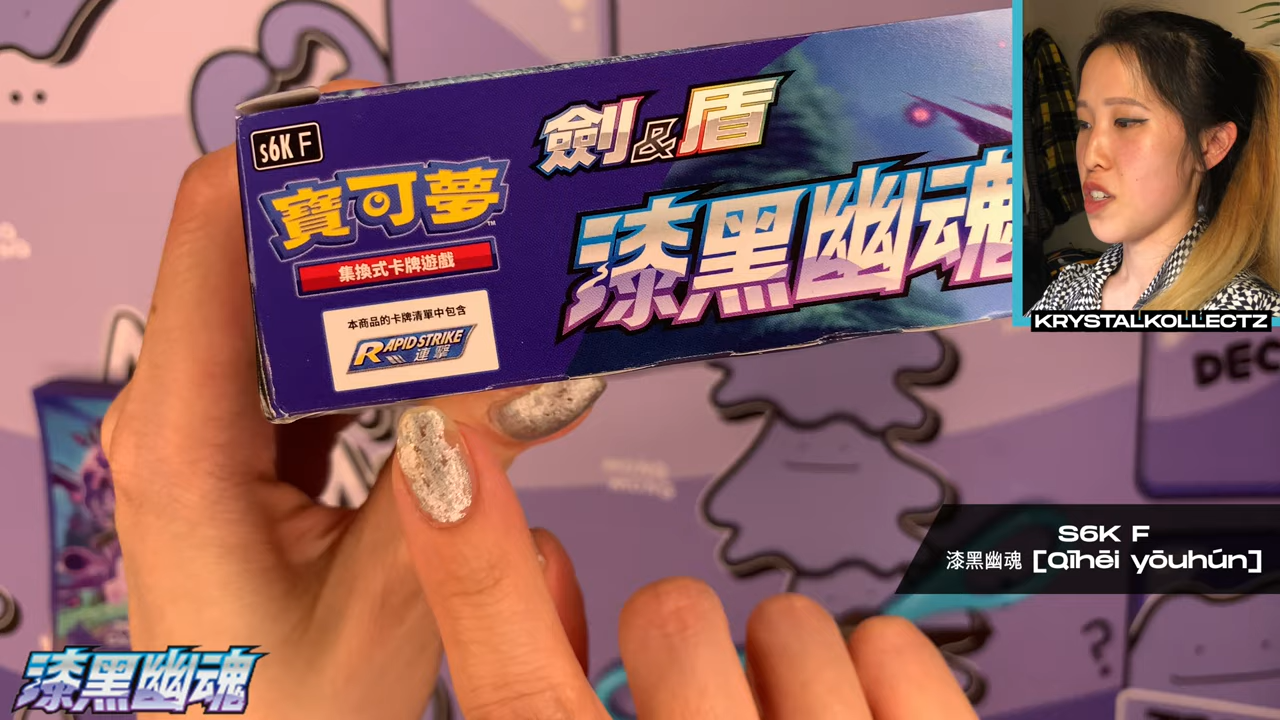 s6K F
寶可夢
集換式卡牌遊戲
本商品的卡牌清單中包含
RAPID STRIKE
連擊
劍&盾
漆黑幽魂
KRYSTALKOLLECTZ
DEC
S6K F
漆黑幽魂 [Qīhēi yōuhún]
?
漆黑幽魂